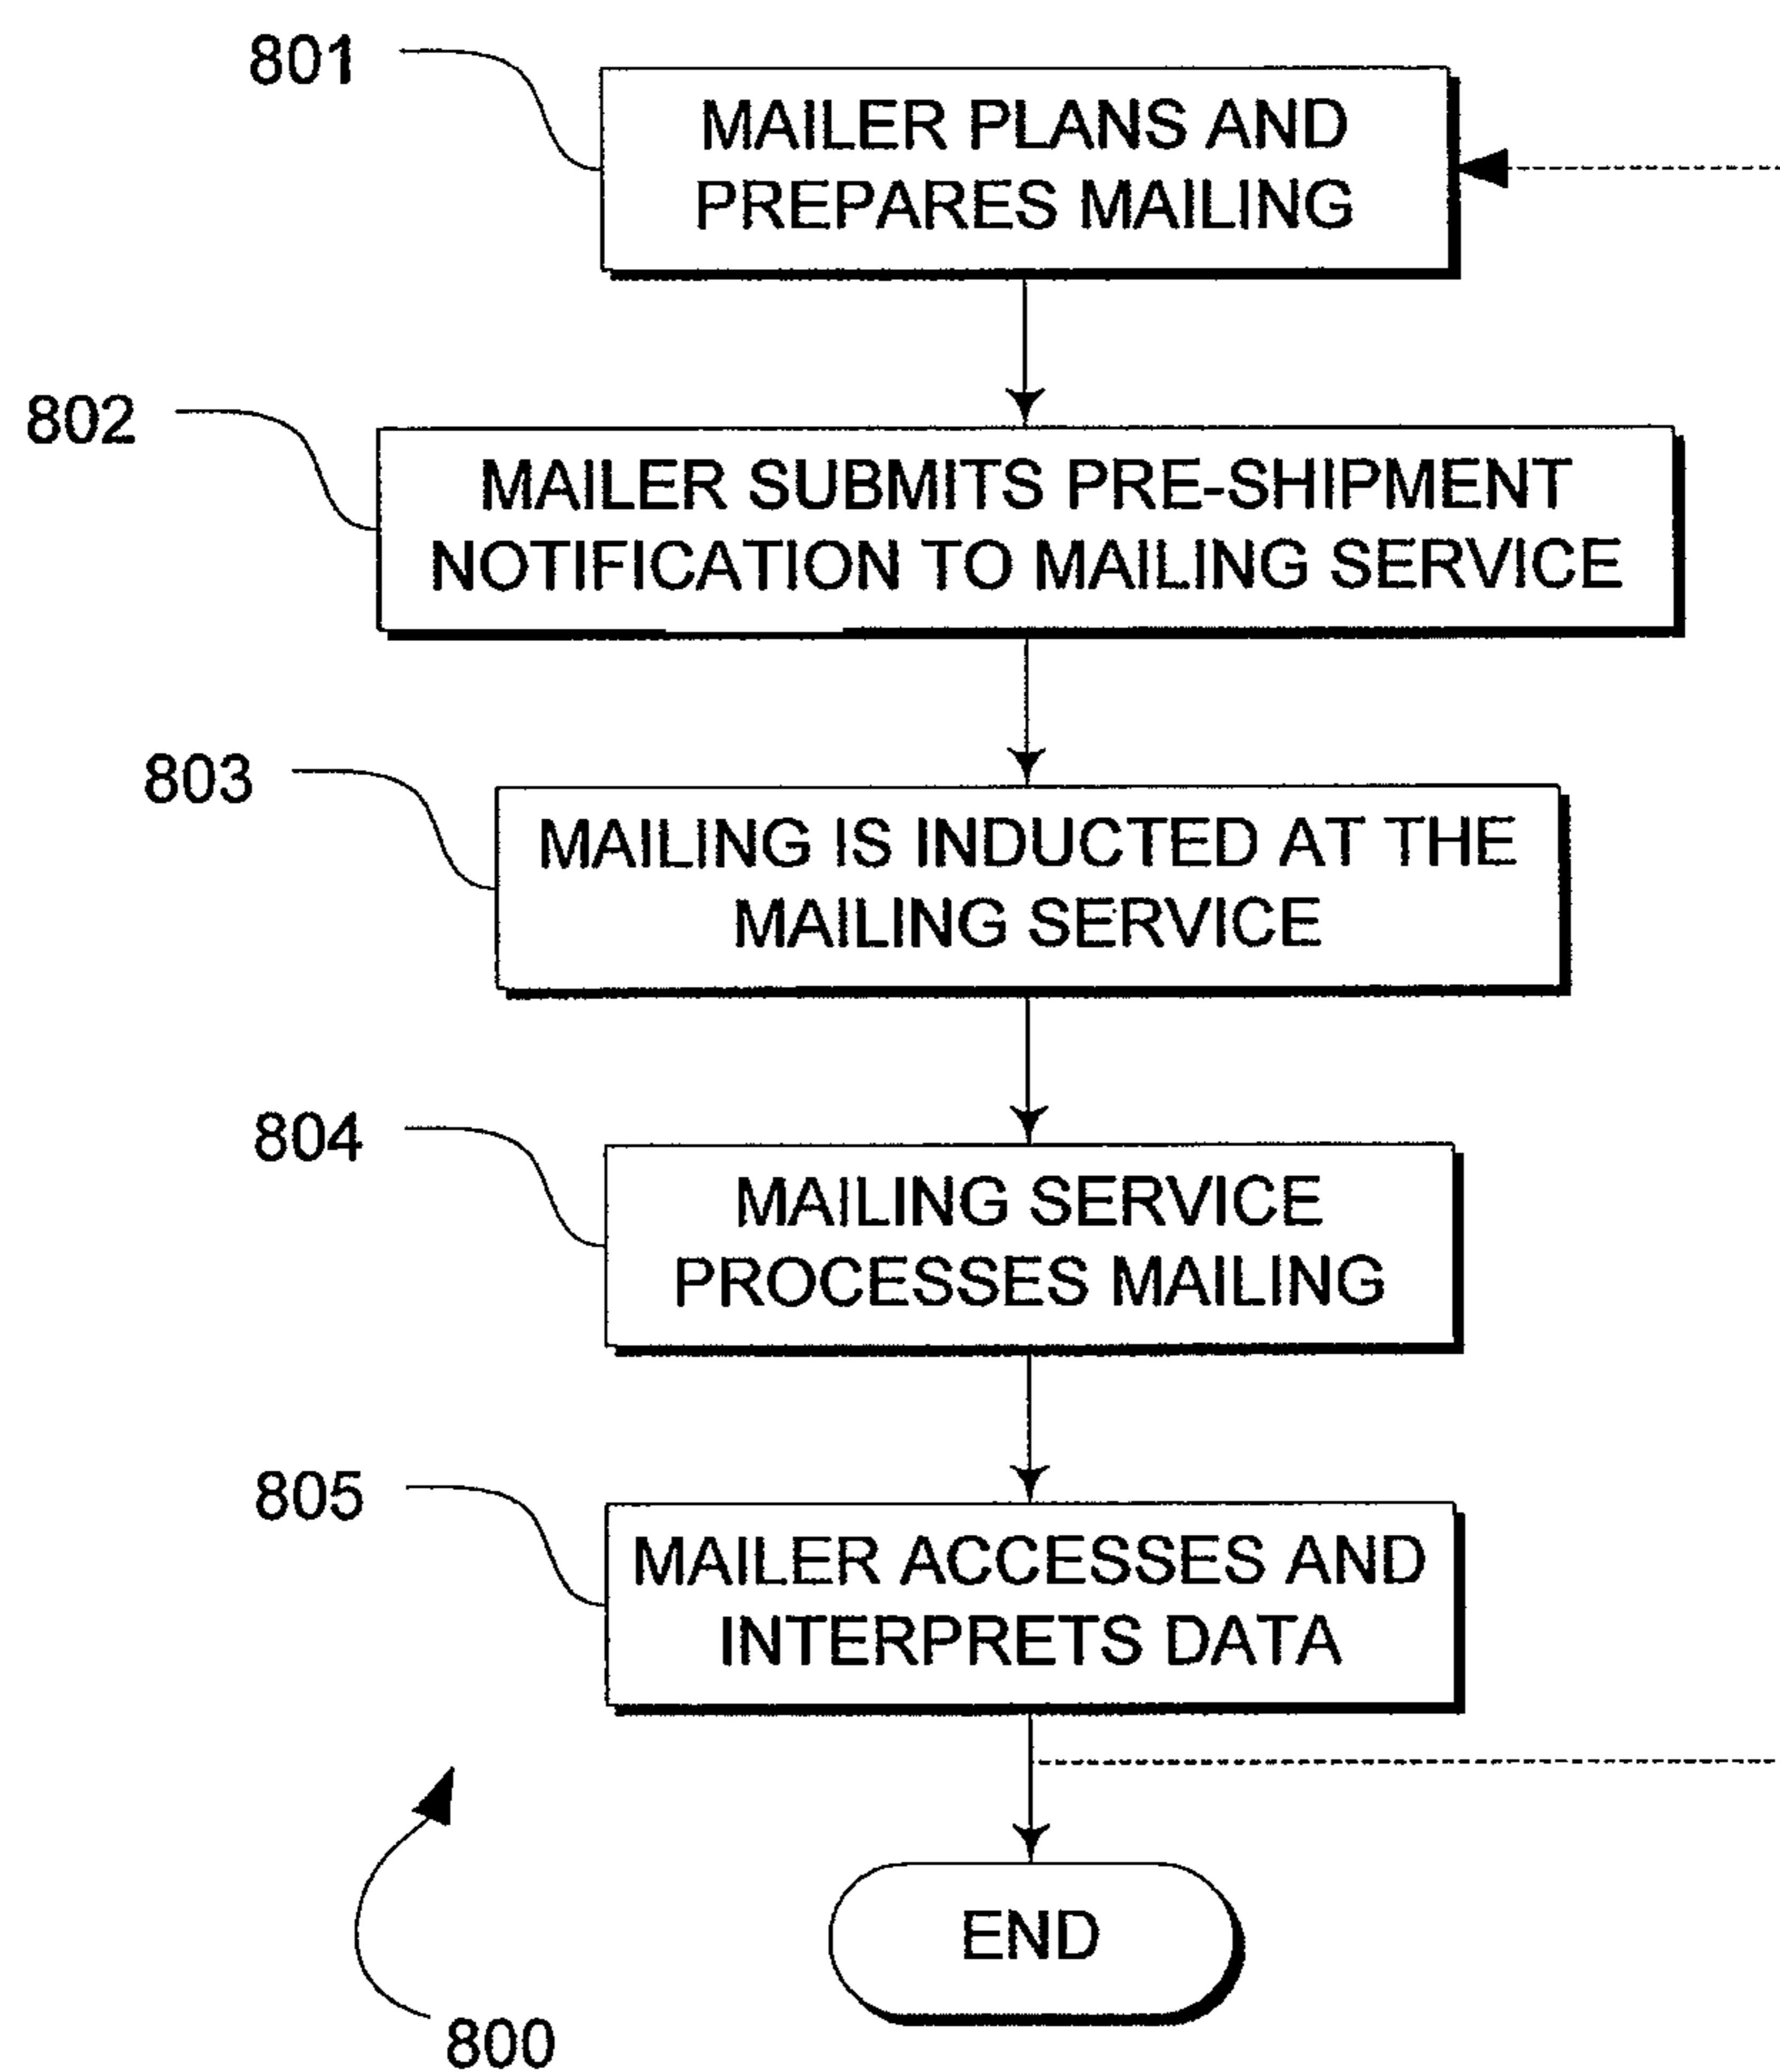 801
MAILER PLANS AND
PREPARES MAILING
802
MAILER SUBMITS PRE-SHIPMENT
NOTIFICATION TO MAILING SERVICE
803
MAILING IS INDUCTED AT THE
MAILING SERVICE
804
MAILING SERVICE
PROCESSES MAILING
805
MAILER ACCESSES AND
INTERPRETS DATA
END
800